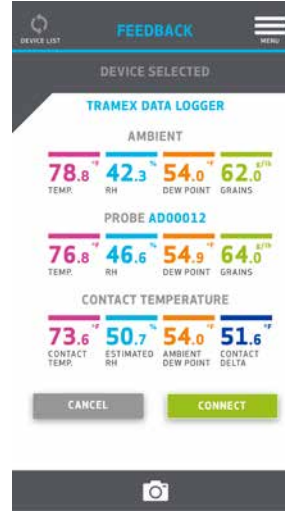 DEVICE LIST FEEDBACK MENU
DEVICE SELECTED
TRAMEX DATA LOGGER
AMBIENT
78.8 °F 42.3 % 54.0 °F 62.0 g/lb
TEMP. RH DEW POINT GRAINS
PROBE AD00012
76.8 °F 46.6 % 54.9 °F 64.0 g/lb
TEMP. RH DEW POINT GRAINS
CONTACT TEMPERATURE
73.6 °F 50.7 % 54.0 °F 51.6 °F
CONTACT ESTIMATED AMBIENT CONTACT
TEMP. RH DEW POINT DELTA
CANCEL CONNECT